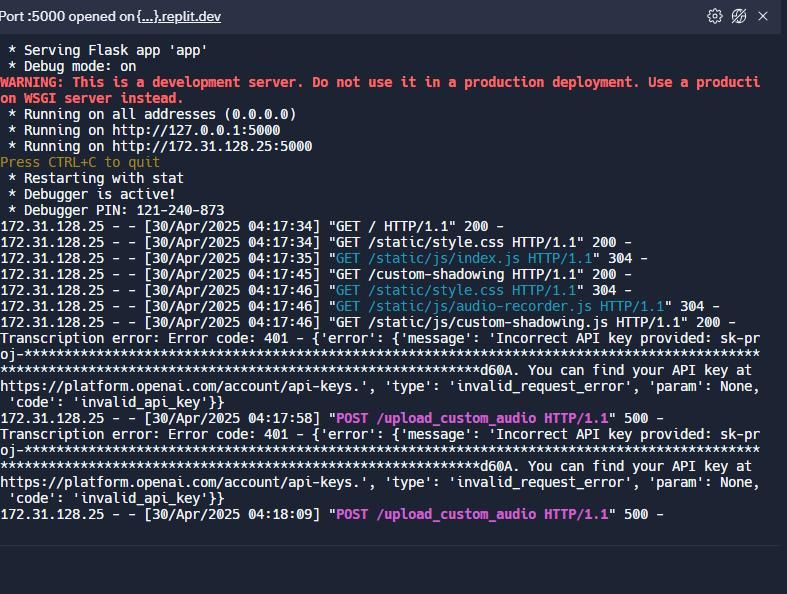 Port :5000 opened on {...}.replit.dev
 * Serving Flask app 'app'
 * Debug mode: on
WARNING: This is a development server. Do not use it in a production deployment. Use a producti
on WSGI server instead.
 * Running on all addresses (0.0.0.0)
 * Running on http://127.0.0.1:5000
 * Running on http://172.31.128.25:5000
Press CTRL+C to quit
 * Restarting with stat
 * Debugger is active!
 * Debugger PIN: 121-240-873
172.31.128.25 - - [30/Apr/2025 04:17:34] "GET / HTTP/1.1" 200 -
172.31.128.25 - - [30/Apr/2025 04:17:34] "GET /static/style.css HTTP/1.1" 200 -
172.31.128.25 - - [30/Apr/2025 04:17:35] "GET /static/js/index.js HTTP/1.1" 304 -
172.31.128.25 - - [30/Apr/2025 04:17:45] "GET /custom-shadowing HTTP/1.1" 200 -
172.31.128.25 - - [30/Apr/2025 04:17:46] "GET /static/style.css HTTP/1.1" 304 -
172.31.128.25 - - [30/Apr/2025 04:17:46] "GET /static/js/audio-recorder.js HTTP/1.1" 304 -
172.31.128.25 - - [30/Apr/2025 04:17:46] "GET /static/js/custom-shadowing.js HTTP/1.1" 200 -
Transcription error: Error code: 401 - {'error': {'message': 'Incorrect API key provided: sk-pr
oj-********************************************************************************************
************************************************************d60A. You can find your API key at 
https://platform.openai.com/account/api-keys.', 'type': 'invalid_request_error', 'param': None,
 'code': 'invalid_api_key'}}
172.31.128.25 - - [30/Apr/2025 04:17:58] "POST /upload_custom_audio HTTP/1.1" 500 -
Transcription error: Error code: 401 - {'error': {'message': 'Incorrect API key provided: sk-pr
oj-********************************************************************************************
************************************************************d60A. You can find your API key at 
https://platform.openai.com/account/api-keys.', 'type': 'invalid_request_error', 'param': None,
 'code': 'invalid_api_key'}}
172.31.128.25 - - [30/Apr/2025 04:18:09] "POST /upload_custom_audio HTTP/1.1" 500 -